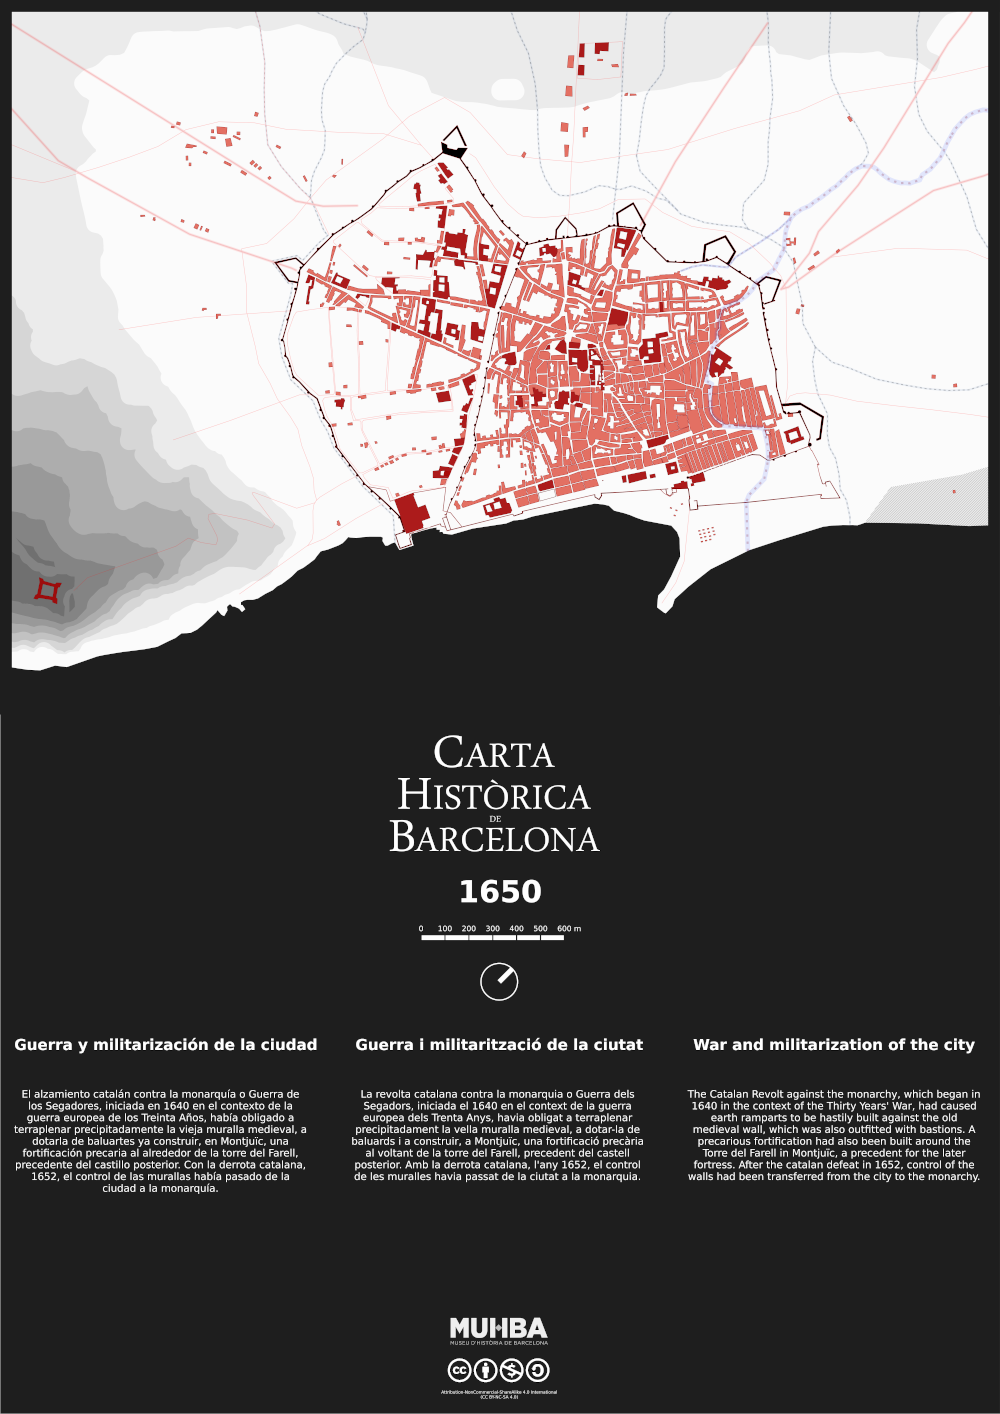 CARTA
HISTÒRICA
DE
BARCELONA
1650
0 100 200 300 400 500 600 m
Guerra y militarización de la ciudad
El alzamiento catalán contra la monarquía o Guerra de
los Segadores, iniciada en 1640 en el contexto de la
guerra europea de los Treinta Años, había obligado a
terraplenar precipitadamente la vieja muralla medieval, a
dotarla de baluartes ya construir, en Montjuïc, una
fortificación precaria al alrededor de la torre del Farell,
precedente del castillo posterior. Con la derrota catalana,
1652, el control de las murallas había pasado de la
ciudad a la monarquía.
Guerra i militarització de la ciutat
La revolta catalana contra la monarquia o Guerra dels
Segadors, iniciada el 1640 en el context de la guerra
europea dels Trenta Anys, havia obligat a terraplenar
precipitadament la vella muralla medieval, a dotar-la de
baluards i a construir, a Montjuïc, una fortificació precària
al voltant de la torre del Farell, precedent del castell
posterior. Amb la derrota catalana, l'any 1652, el control
de les muralles havia passat de la ciutat a la monarquia.
War and militarization of the city
The Catalan Revolt against the monarchy, which began in
1640 in the context of the Thirty Years' War, had caused
earth ramparts to be hastily built against the old
medieval wall, which was also outfitted with bastions. A
precarious fortification had also been built around the
Torre del Farell in Montjuïc, a precedent for the later
fortress. After the catalan defeat in 1652, control of the
walls had been transferred from the city to the monarchy.
MUHBA
MUSEU D'HISTÒRIA DE BARCELONA
cc
Attribution-NonCommercial-ShareAlike 4.0 International
(CC BY-NC-SA 4.0)